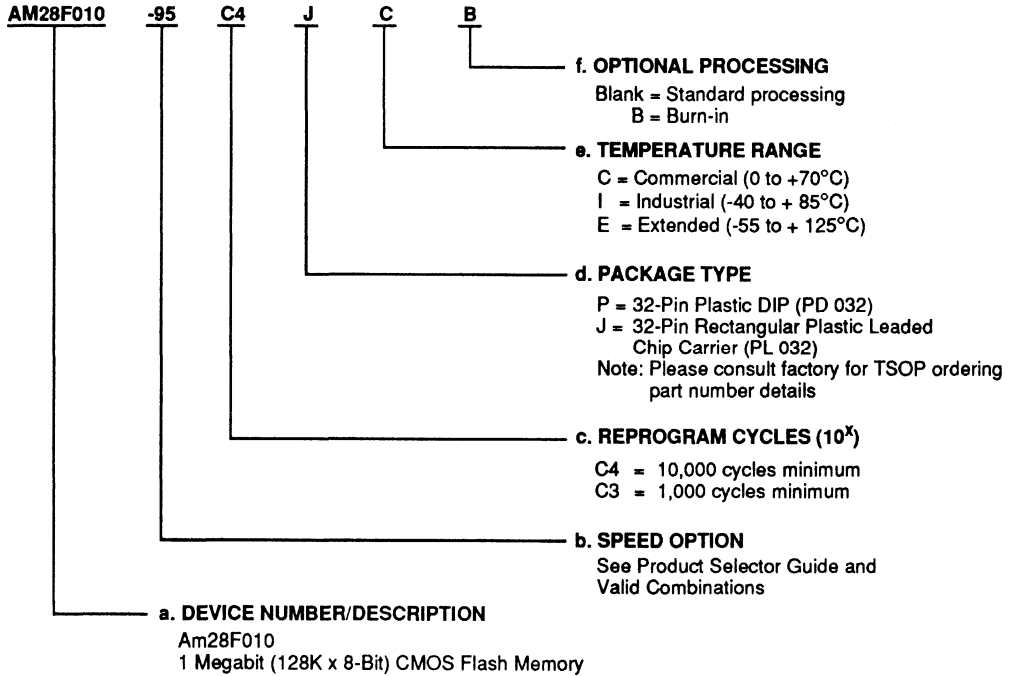 AM28F010 -95 C4 J C B
f. OPTIONAL PROCESSING
Blank = Standard processing
B = Burn-in
e. TEMPERATURE RANGE
C = Commercial (0 to +70°C)
I = Industrial (-40 to + 85°C)
E = Extended (-55 to + 125°C)
d. PACKAGE TYPE
P = 32-Pin Plastic DIP (PD 032)
J = 32-Pin Rectangular Plastic Leaded
Chip Carrier (PL 032)
Note: Please consult factory for TSOP ordering
part number details
c. REPROGRAM CYCLES (10ˣ)
C4 = 10,000 cycles minimum
C3 = 1,000 cycles minimum
b. SPEED OPTION
See Product Selector Guide and
Valid Combinations
a. DEVICE NUMBER/DESCRIPTION
Am28F010
1 Megabit (128K x 8-Bit) CMOS Flash Memory